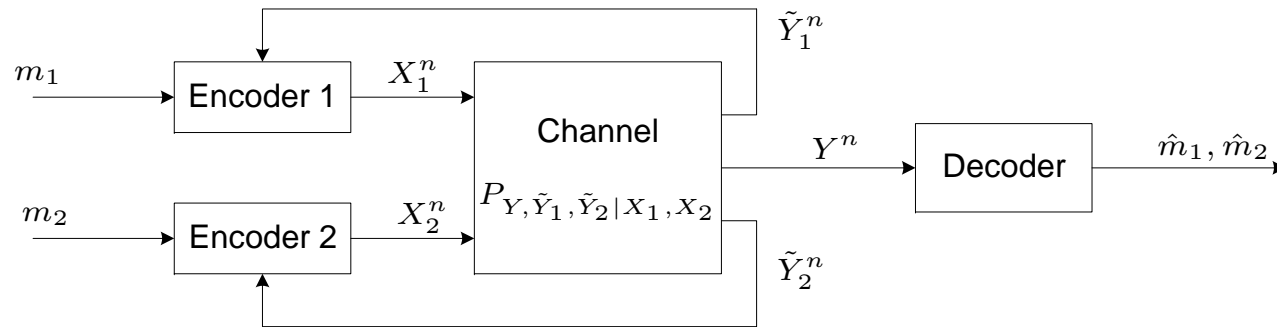 Ỹ₁ⁿ
m₁
Encoder 1
X₁ⁿ
Channel
P_{Y,Ỹ₁,Ỹ₂|X₁,X₂}
Yⁿ
Decoder
m̂₁, m̂₂
m₂
Encoder 2
X₂ⁿ
Ỹ₂ⁿ